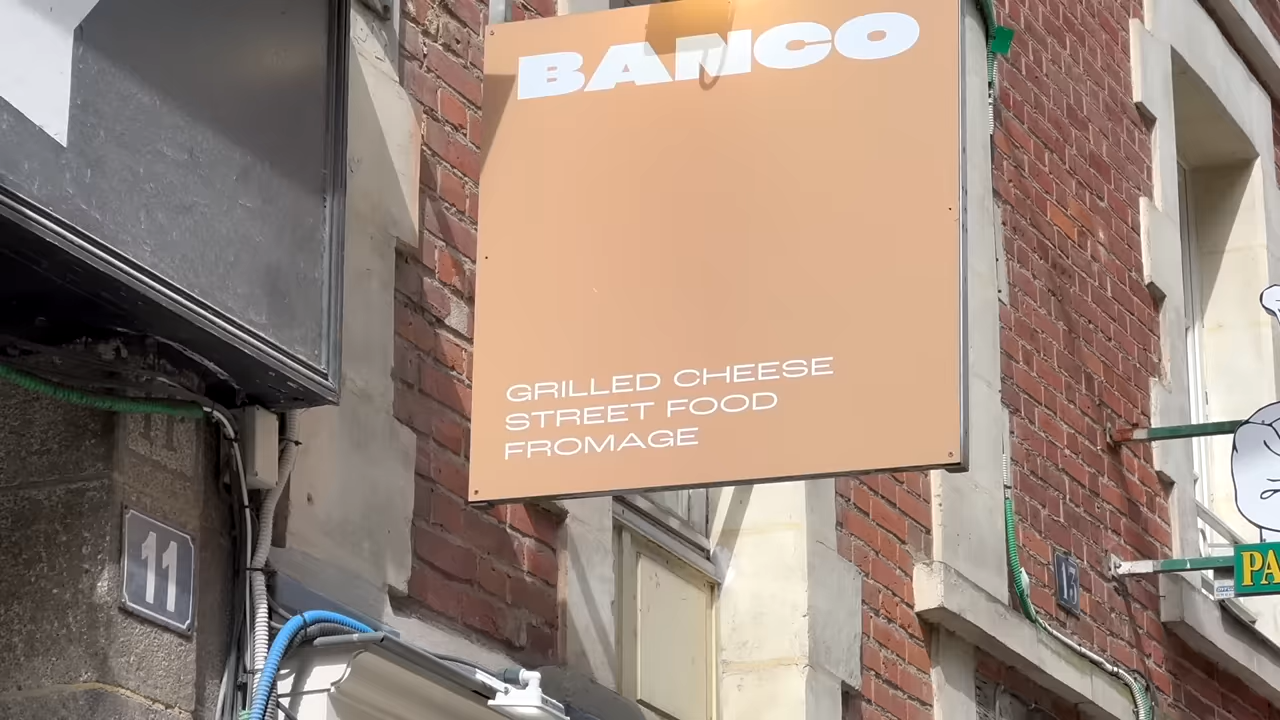 BANCO
GRILLED CHEESE
STREET FOOD
FROMAGE
11
13
PA